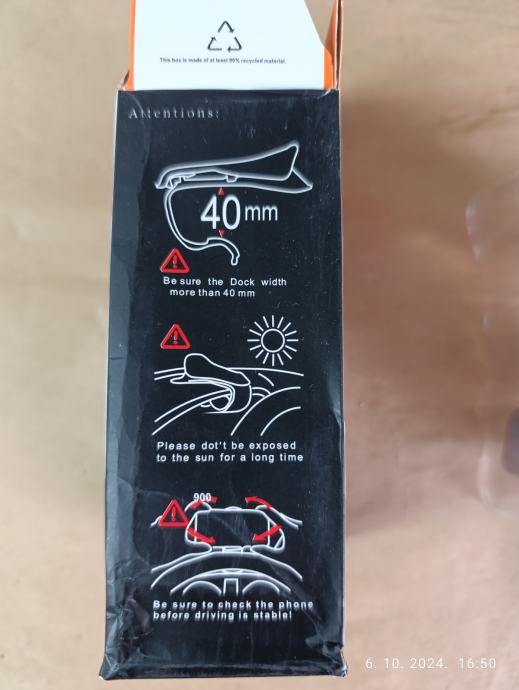 This box is made of at least 95% recycled material.
Attentions:
40mm
Be sure the Dock width
more than 40 mm
Please dot't be exposed
to the sun for a long time
900
Be sure to check the phone
before driving is stable!
6. 10. 2024. 16:50